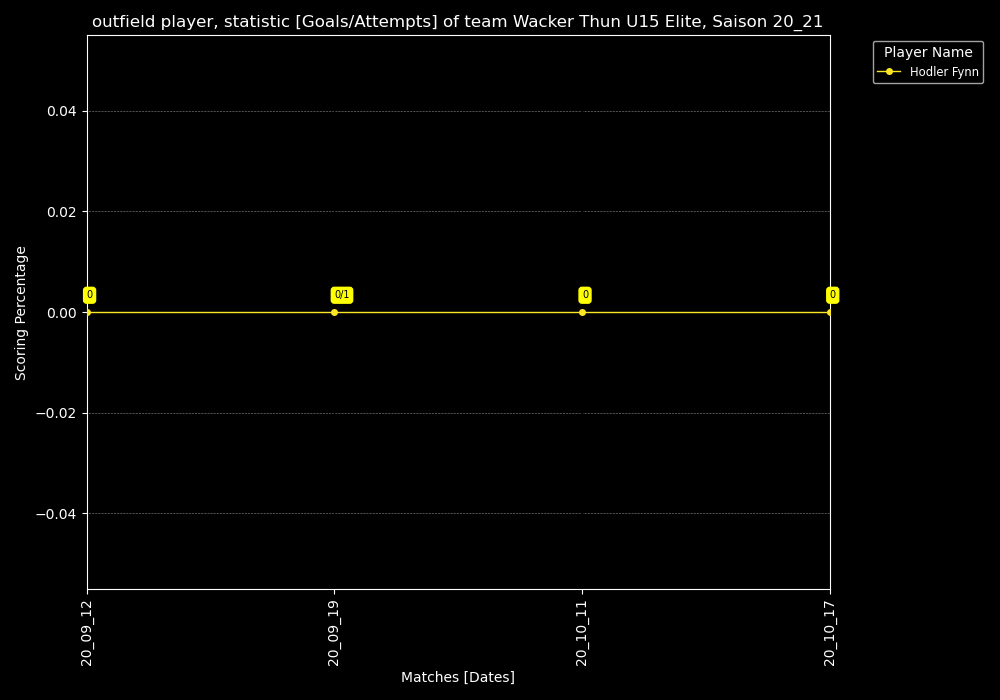 outfield player, statistic [Goals/Attempts] of team Wacker Thun U15 Elite, Saison 20_21
Player Name
Hodler Fynn
Scoring Percentage
0.04
0.02
0.00
−0.02
−0.04
0
0/1
0
0
20_09_12
20_09_19
20_10_11
20_10_17
Matches [Dates]